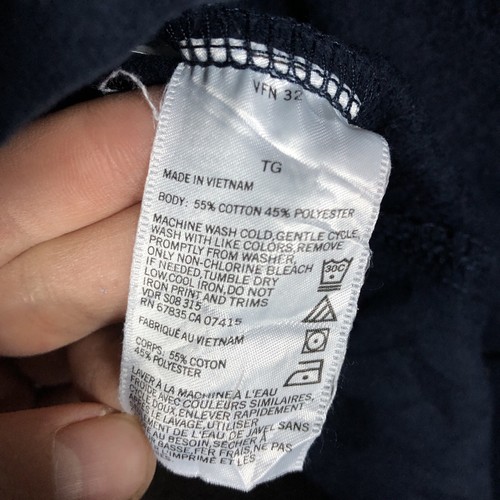 VFN 32
TG
MADE IN VIETNAM
BODY: 55% COTTON 45% POLYESTER
MACHINE WASH COLD, GENTLE CYCLE,
WASH WITH LIKE COLORS, REMOVE
PROMPTLY FROM WASHER,
ONLY NON-CHLORINE BLEACH
IF NEEDED, TUMBLE DRY
LOW, COOL IRON, DO NOT
IRON PRINT AND TRIMS
VDR S08 315
RN 67835 CA 07415
30C
FABRIQUÉ AU VIETNAM
CORPS: 55% COTON
45% POLYESTER
LAVER À LA MACHINE À L'EAU
FROIDE AVEC COULEURS SIMILAIRES,
DOUX, ENLEVER RAPIDEMENT
LE LAVAGE, UTILISER
DE L'EAU DE JAVEL SANS
AU BESOIN, SÉCHER À
BASSE, FER FRAIS, NE PAS
L'IMPRIMÉ ET LES